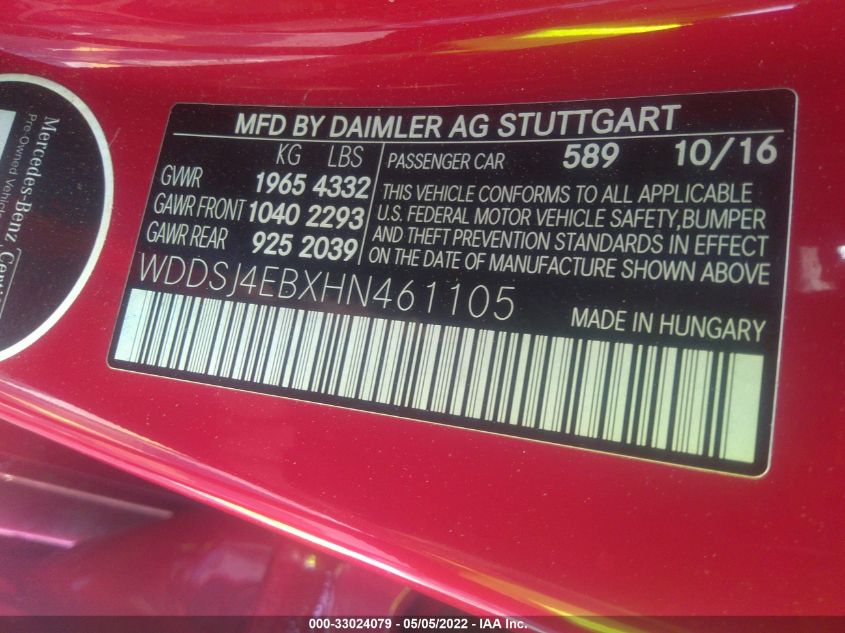 Mercedes-Benz
Pre-Owned
MFD BY DAIMLER AG STUTTGART
KG LBS
GVWR 1965 4332
GAWR FRONT 1040 2293
GAWR REAR 925 2039
PASSENGER CAR 589 10/16
THIS VEHICLE CONFORMS TO ALL APPLICABLE
U.S. FEDERAL MOTOR VEHICLE SAFETY,BUMPER
AND THEFT PREVENTION STANDARDS IN EFFECT
ON THE DATE OF MANUFACTURE SHOWN ABOVE
WDDSJ4EBXHN461105
MADE IN HUNGARY
000-33024079 - 05/05/2022 - IAA Inc.